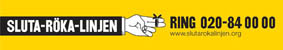 SLUTA-RÖKA-LINJEN
RING 020-84 00 00
www.slutarokalinjen.org